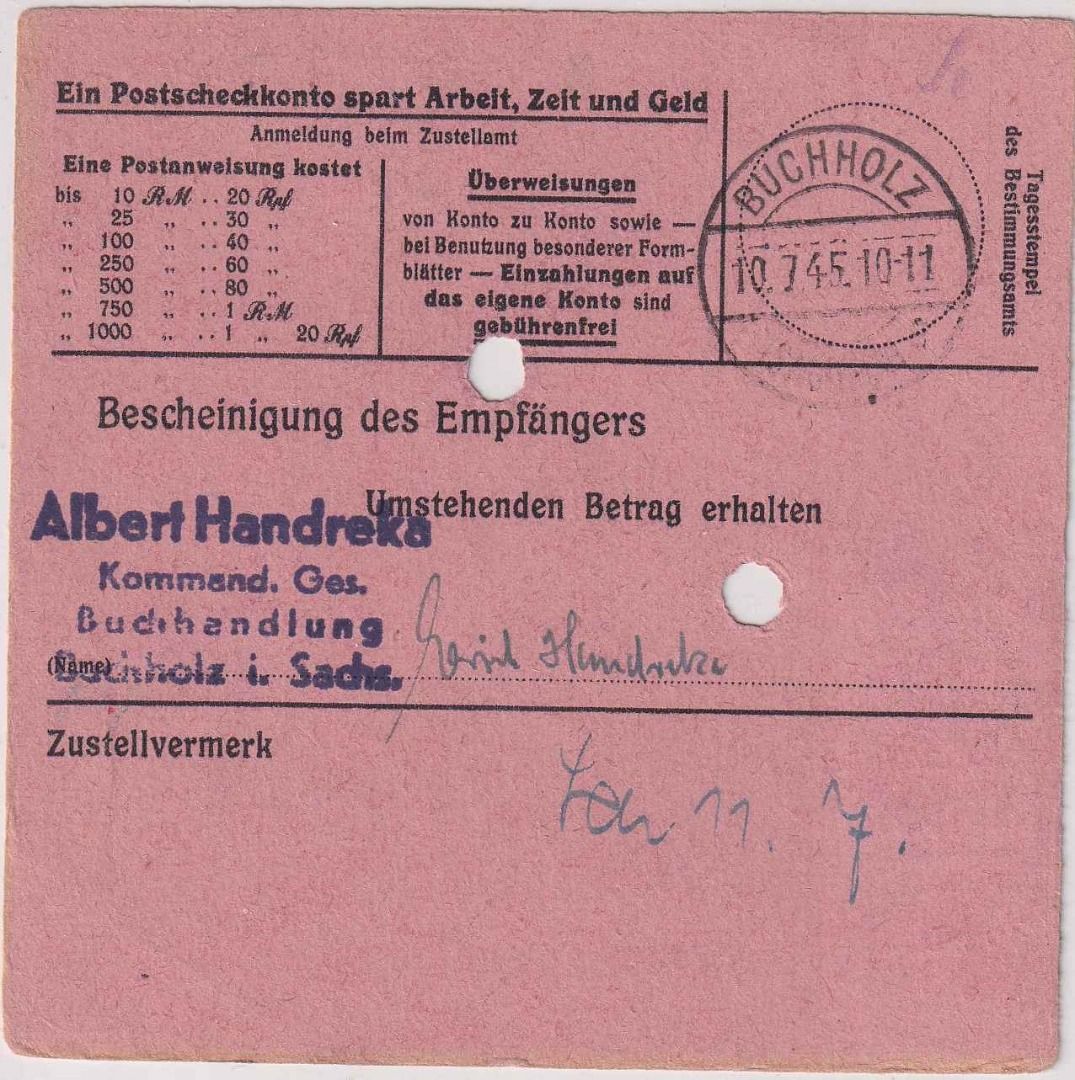 Ein Postscheckkonto spart Arbeit, Zeit und Geld
Anmeldung beim Zustellamt
Eine Postanweisung kostet
bis 10 RM .. 20 Rpf
„ 25 „ .. 30 „
„ 100 „ .. 40 „
„ 250 „ .. 60 „
„ 500 „ .. 80 „
„ 750 „ .. 1 RM
„ 1000 „ .. 1 „ 20 Rpf
Überweisungen
von Konto zu Konto sowie —
bei Benutzung besonderer Form-
blätter — Einzahlungen auf
das eigene Konto sind
gebührenfrei
BUCHHOLZ
10.7.45.10-11
Tagesstempel
des Bestimmungsamts
Bescheinigung des Empfängers
Umstehenden Betrag erhalten
Albert Handreka
Kommand. Ges.
Buchhandlung
Buchholz i. Sachs.
(Name)
Handreka
Zustellvermerk
11. 7.